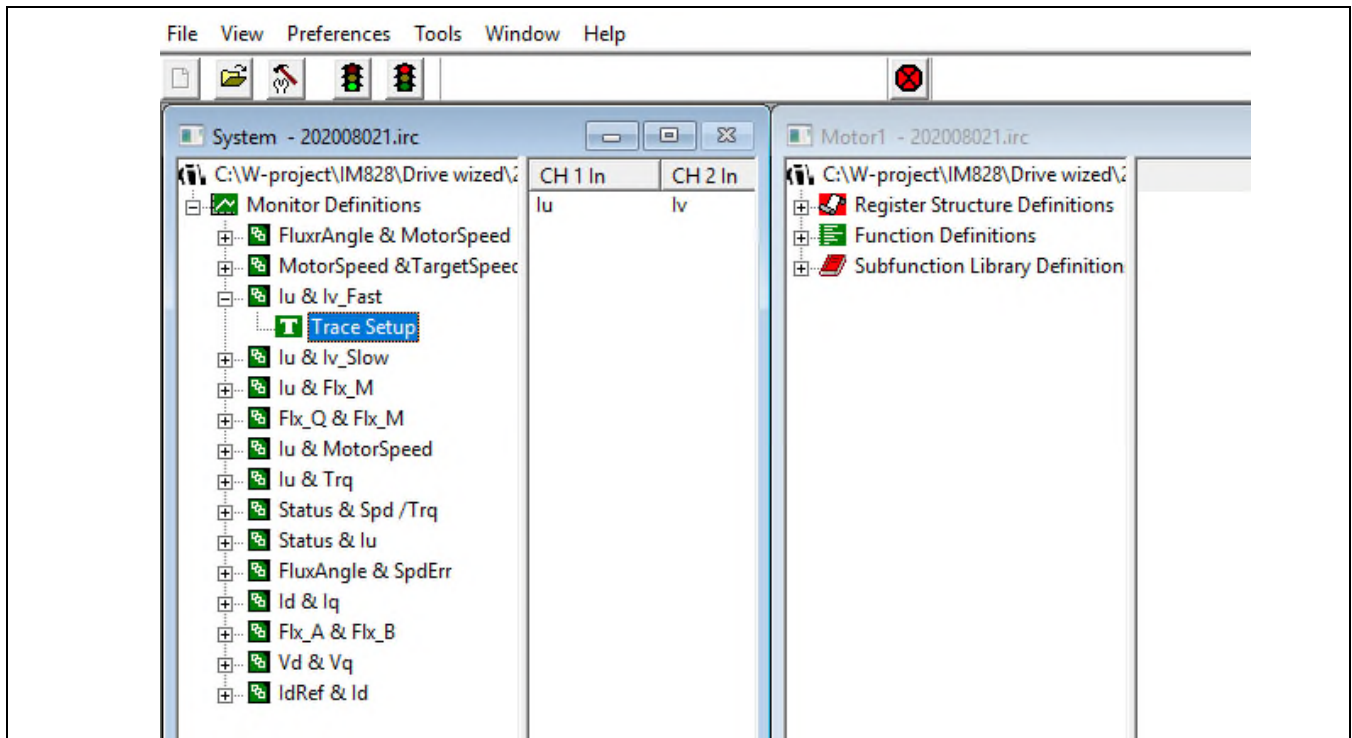 File View Preferences Tools Window Help
System - 202008021.irc
C:\W-project\IM828\Drive wized\2
CH 1 In CH 2 In
Monitor Definitions
Iu Iv
FluxrAngle & MotorSpeed
MotorSpeed &TargetSpeed
Iu & Iv_Fast
T Trace Setup
Iu & Iv_Slow
Iu & Flx_M
Flx_Q & Flx_M
Iu & MotorSpeed
Iu & Trq
Status & Spd /Trq
Status & Iu
FluxAngle & SpdErr
Id & Iq
Flx_A & Flx_B
Vd & Vq
IdRef & Id
Motor1 - 202008021.irc
C:\W-project\IM828\Drive wized\2
Register Structure Definitions
Function Definitions
Subfunction Library Definition